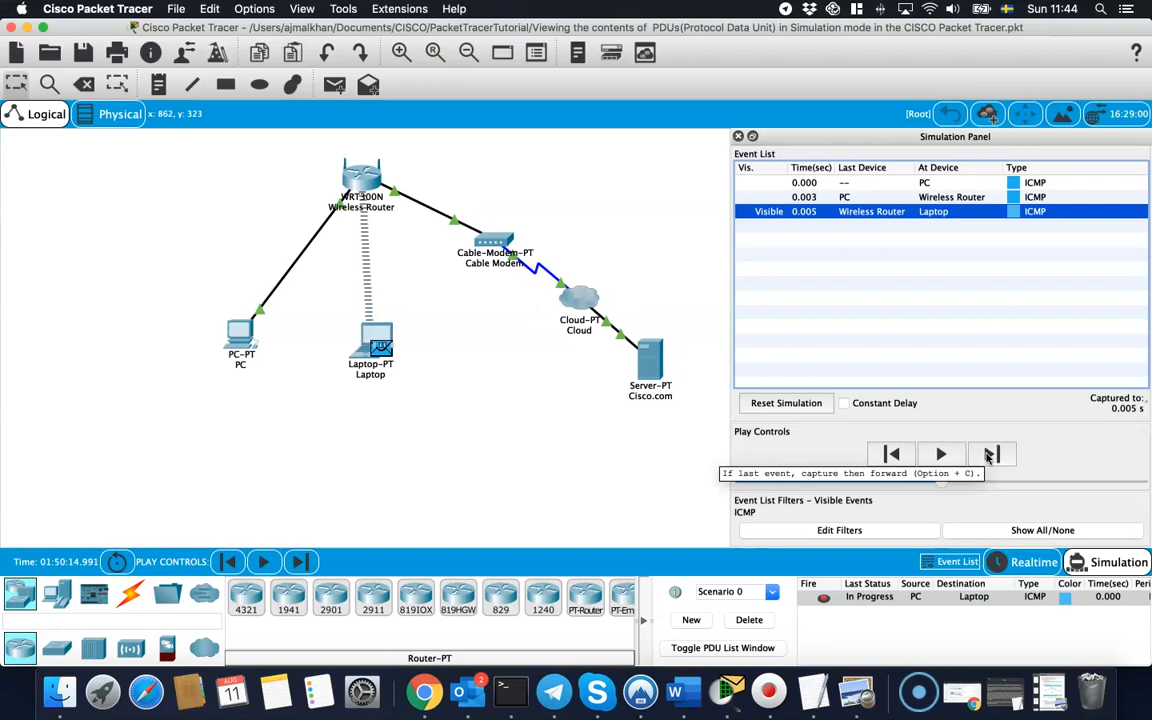 Cisco Packet Tracer File Edit Options View Tools Extensions Help Sun 11:44
Cisco Packet Tracer - /Users/ajmalkhan/Documents/CISCO/PacketTracerTutorial/Viewing the contents of PDUs(Protocol Data Unit) in Simulation mode in the CISCO Packet Tracer.pkt
Logical Physical x: 862, y: 323 [Root] 16:29:00
Simulation Panel
Event List
Vis. Time(sec) Last Device At Device Type
0.000 -- PC ICMP
0.003 PC Wireless Router ICMP
Visible 0.005 Wireless Router Laptop ICMP
WRT300N
Wireless Router
Cable-Modem-PT
Cable Modem
Cloud-PT
Cloud
PC-PT
PC
Laptop-PT
Laptop
Server-PT
Cisco.com
Reset Simulation Constant Delay Captured to:
0.005 s
Play Controls
If last event, capture then forward (Option + C).
Event List Filters - Visible Events
ICMP
Edit Filters Show All/None
Time: 01:50:14.991 PLAY CONTROLS: Event List Realtime Simulation
4321 1941 2901 2911 819IOX 819HGW 829 1240 PT-Router PT-Em
Router-PT
Scenario 0
New Delete
Toggle PDU List Window
Fire Last Status Source Destination Type Color Time(sec) Peri
In Progress PC Laptop ICMP 0.000
AUG
11
2